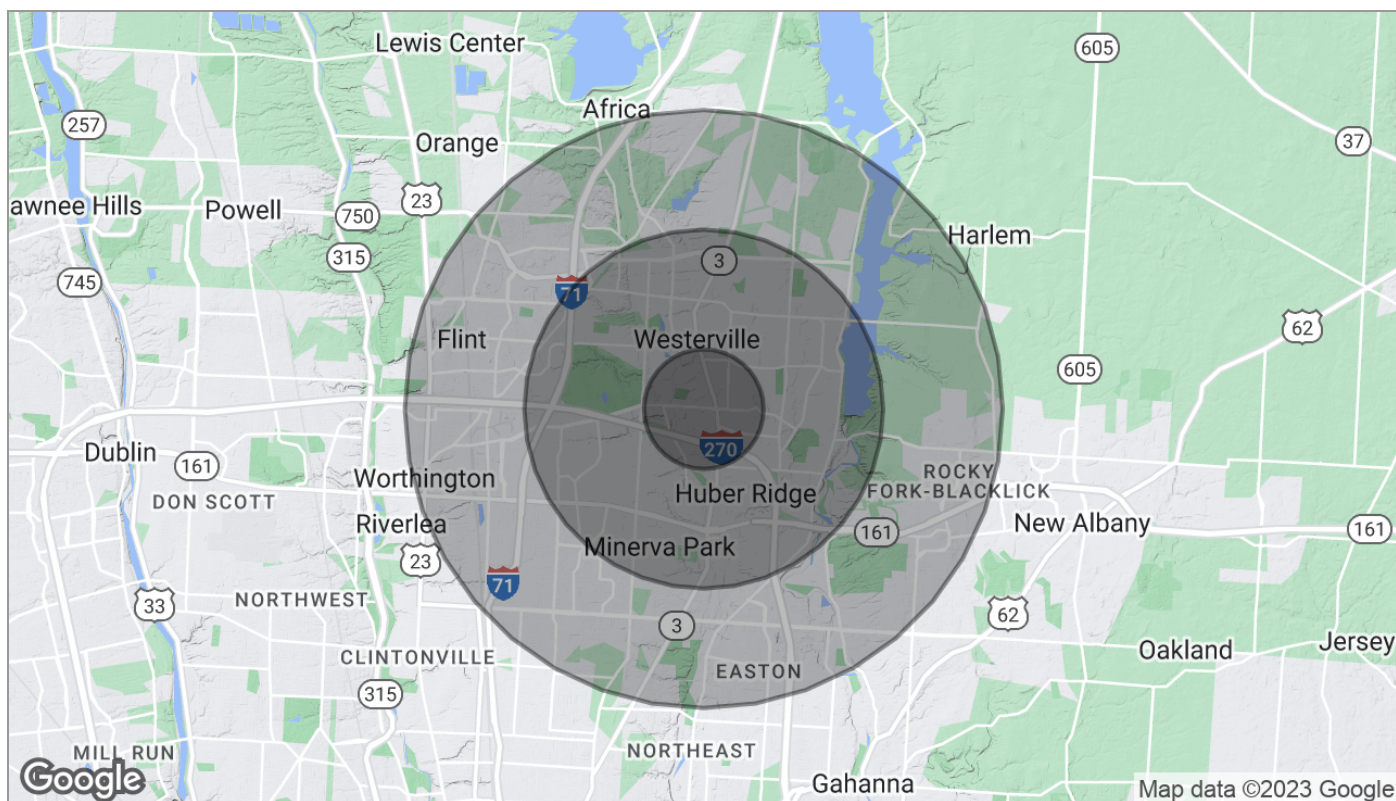 Lewis Center
605
Africa
257
37
Orange
awnee Hills
Powell
23
750
Harlem
315
3
745
71
62
Flint
Westerville
605
Dublin
270
161
Worthington
ROCKY
FORK-BLACKLICK
DON SCOTT
Huber Ridge
Riverlea
New Albany
161
161
Minerva Park
23
71
33
NORTHWEST
62
3
Oakland
Jersey
CLINTONVILLE
EASTON
315
MILL RUN
NORTHEAST
Google
Gahanna
Map data ©2023 Google